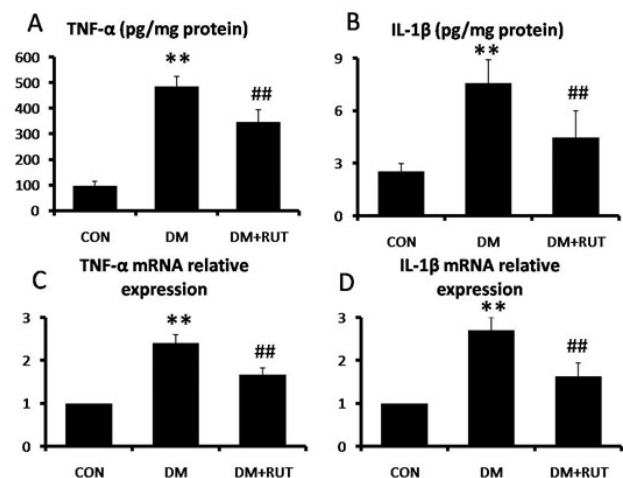 A
TNF-α (pg/mg protein)
600
500
400
300
200
100
0
**
##
CON DM DM+RUT
B
IL-1β (pg/mg protein)
9
6
3
0
**
##
CON DM DM+RUT
C
TNF-α mRNA relative
expression
3
2
1
0
**
##
CON DM DM+RUT
D
IL-1β mRNA relative
expression
3
2
1
0
**
##
CON DM DM+RUT